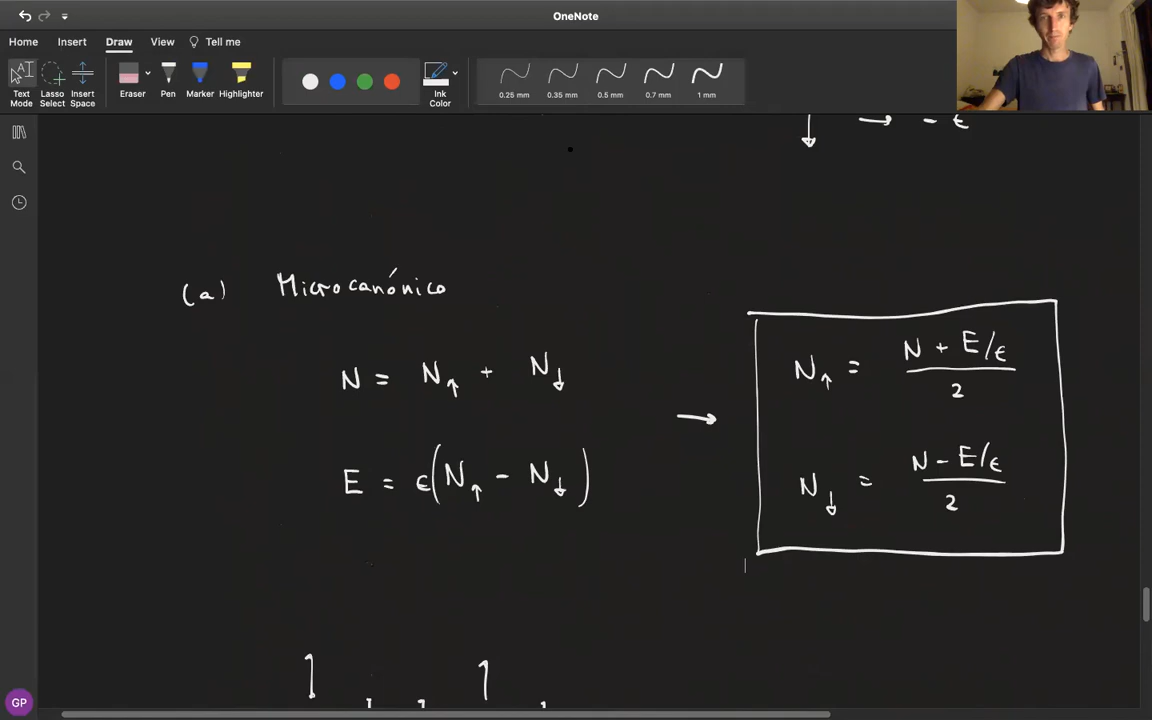 OneNote
Home Insert Draw View Tell me
Text Mode
Lasso Select
Insert Space
Eraser
Pen
Marker
Highlighter
Ink Color
0.25 mm 0.35 mm 0.5 mm 0.7 mm 1 mm
↓ → - ϵ
(a) Microcanónico
N = N↑ + N↓
E = ϵ(N↑ - N↓)
→
N↑ = (N + E/ϵ)/2
N↓ = (N - E/ϵ)/2
GP